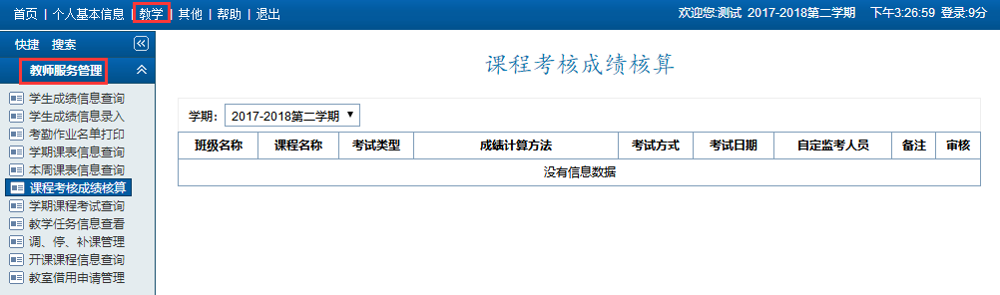 首页 | 个人基本信息 | 教学 | 其他 | 帮助 | 退出 欢迎您:测试 2017-2018第二学期 下午3:26:59 登录:9分
快捷 搜索
教师服务管理
学生成绩信息查询
学生成绩信息录入
考勤作业名单打印
学期课表信息查询
本周课表信息查询
课程考核成绩核算
学期课程考试查询
教学任务信息查看
调、停、补课管理
开课课程信息查询
教室借用申请管理
课程考核成绩核算
学期: 2017-2018第二学期
班级名称 课程名称 考试类型 成绩计算方法 考试方式 考试日期 自定监考人员 备注 审核
没有信息数据